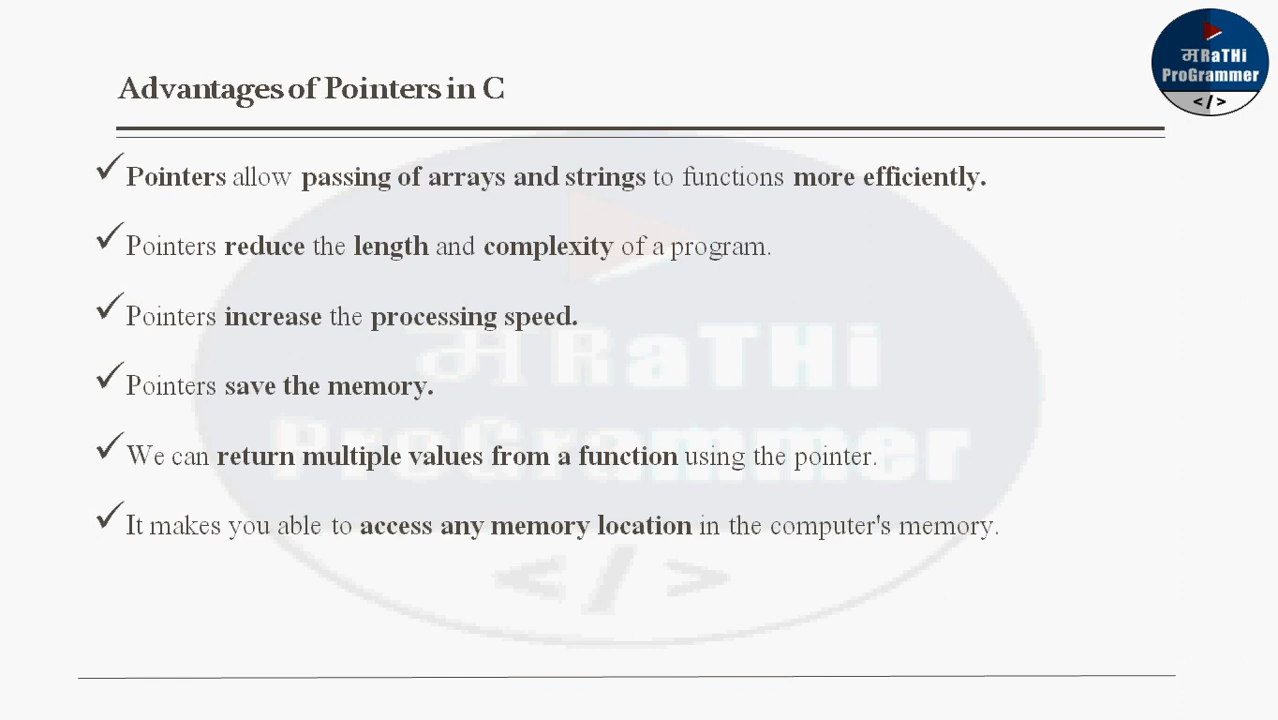 मRaTHi
ProGrammer
</>
Advantages of Pointers in C
Pointers allow passing of arrays and strings to functions more efficiently.
Pointers reduce the length and complexity of a program.
Pointers increase the processing speed.
Pointers save the memory.
We can return multiple values from a function using the pointer.
It makes you able to access any memory location in the computer's memory.
मRaTHi
ProGrammer
</>